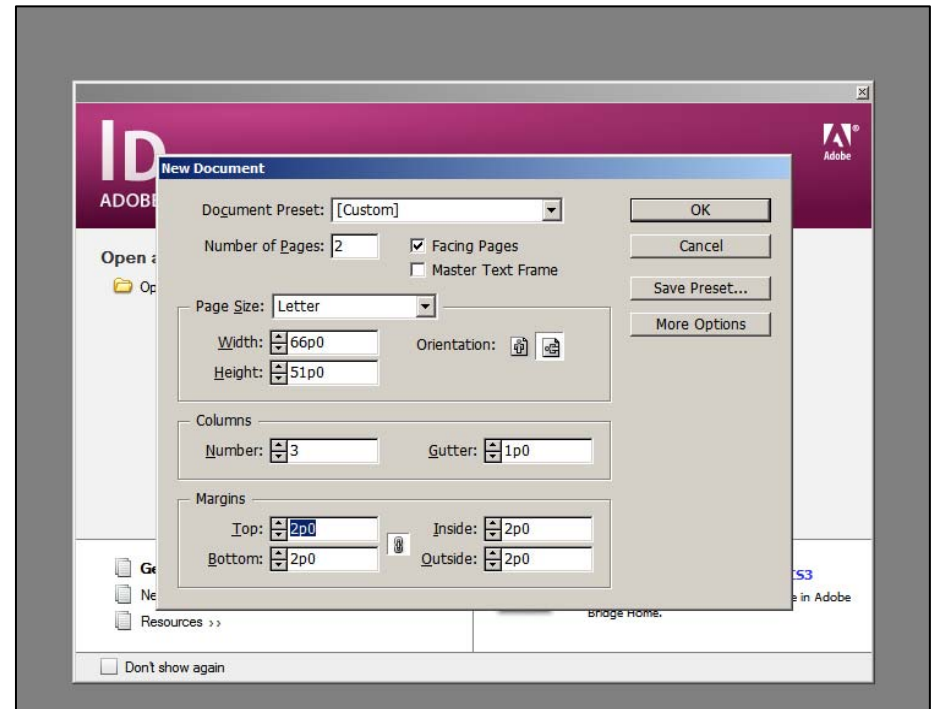 ID
Adobe
ADOBE
New Document
Document Preset: [Custom]
OK
Number of Pages: 2
Facing Pages
Cancel
Master Text Frame
Open a
Op
Save Preset...
Page Size: Letter
More Options
Width: 66p0
Orientation:
Height: 51p0
Columns
Number: 3
Gutter: 1p0
Margins
Top: 2p0
Inside: 2p0
Bottom: 2p0
Outside: 2p0
Ge
CS3
Ne
e in Adobe
Resources >>
Bridge Home.
Don't show again